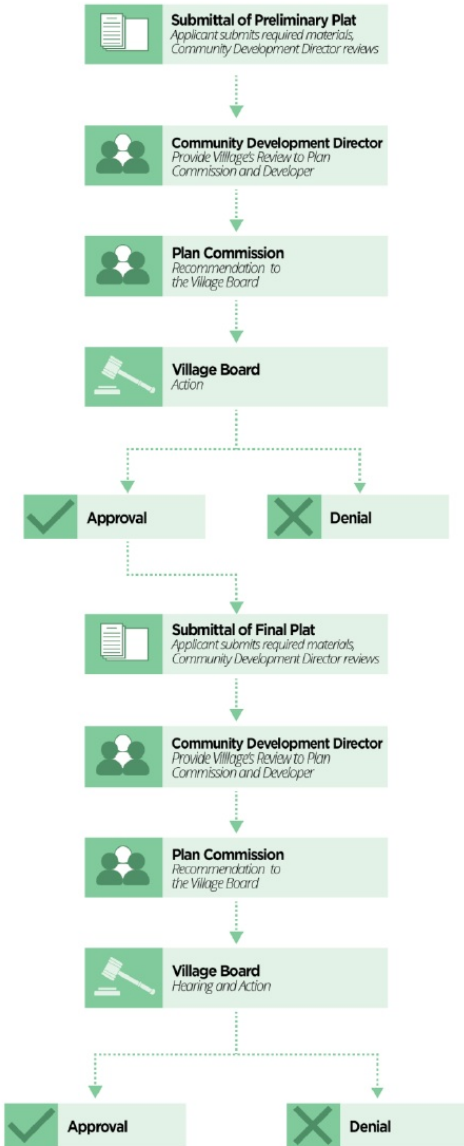 Submittal of Preliminary Plat
Applicant submits required materials,
Community Development Director reviews
Community Development Director
Provide Village's Review to Plan
Commission and Developer
Plan Commission
Recommendation to
the Village Board
Village Board
Action
Approval
Denial
Submittal of Final Plat
Applicant submits required materials,
Community Development Director reviews
Community Development Director
Provide Village's Review to Plan
Commission and Developer
Plan Commission
Recommendation to
the Village Board
Village Board
Hearing and Action
Approval
Denial